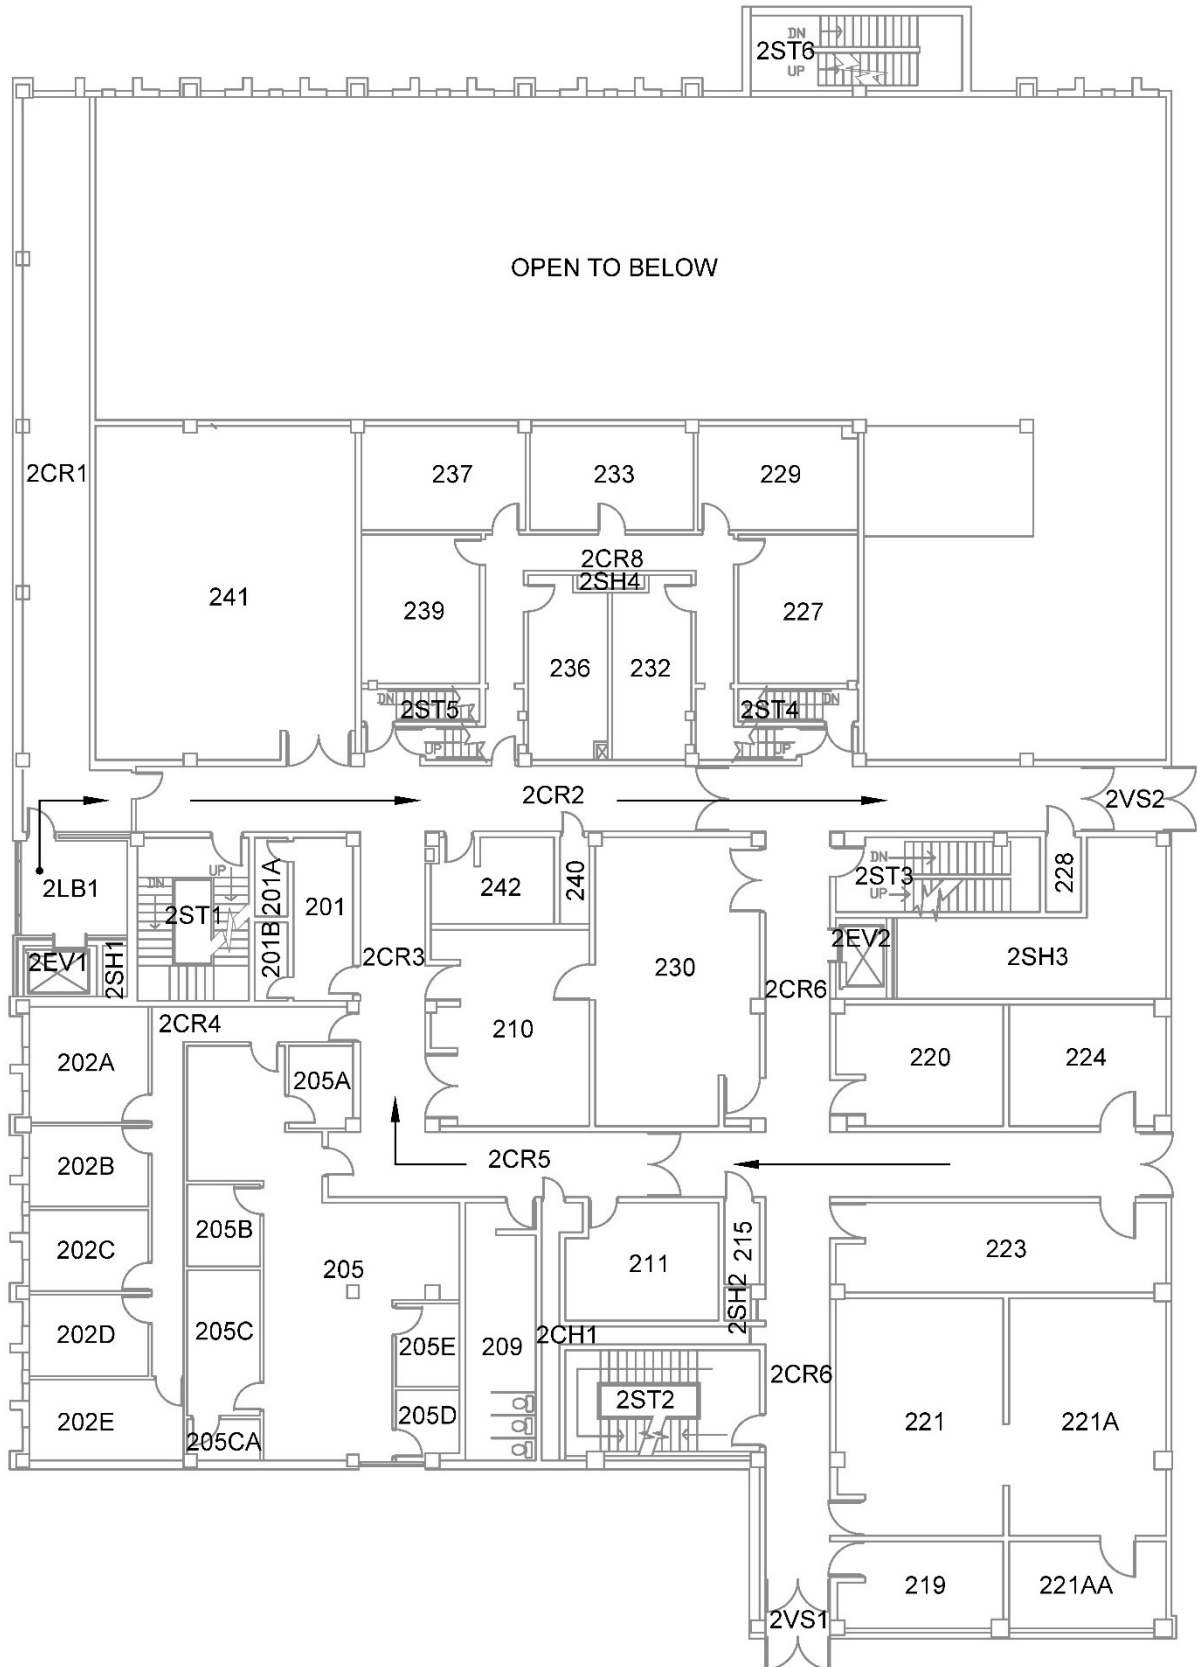 DN
2ST6
UP
OPEN TO BELOW
2CR1
237
233
229
2CR8
2SH4
241
239
227
236
232
DN
2ST5
UP
DN
2ST4
UP
2CR2
2VS2
2LB1
DN
UP
2ST1
201A
201
201B
242
240
DN
2ST3
UP
228
2EV1
2SH1
2CR3
230
2EV2
2SH3
2CR6
2CR4
210
220
224
202A
205A
202B
2CR5
205B
202C
205
211
215
223
2SH2
202D
205C
205E
209
2CH1
2CR6
2ST2
202E
205CA
205D
221
221A
219
221AA
2VS1